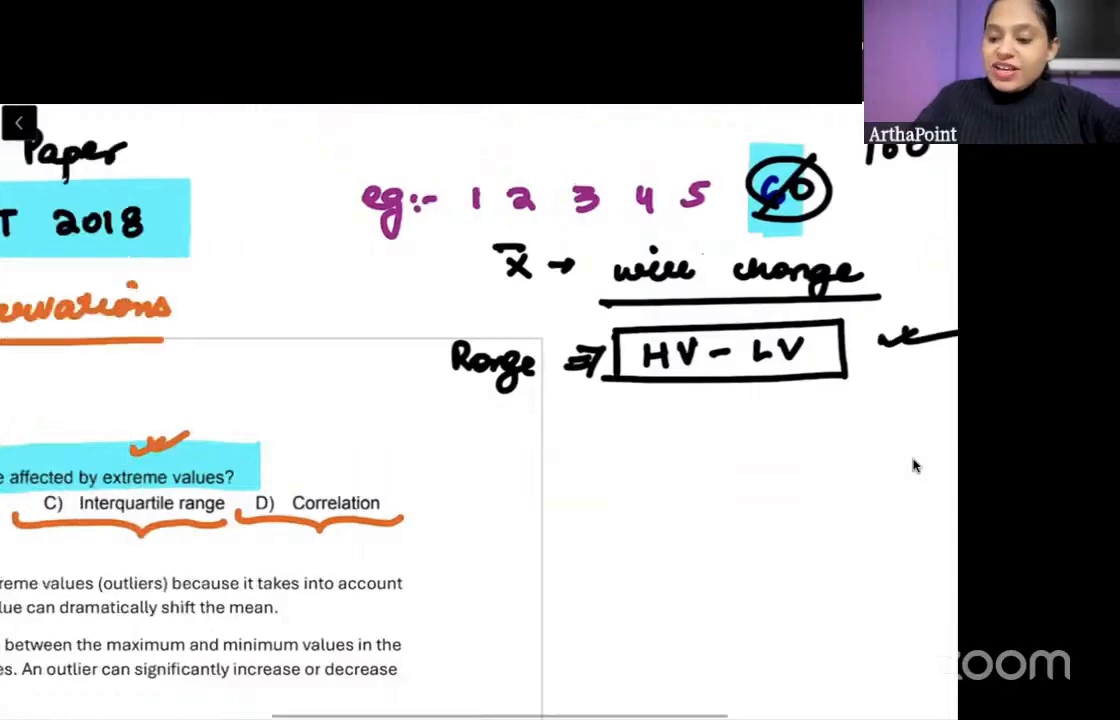 ArthaPoint
Paper
T 2018
eg:- 1 2 3 4 5
x̄ → will change
ervations
Range ⇒ HV - LV
e affected by extreme values?
C) Interquartile range D) Correlation
reme values (outliers) because it takes into account
lue can dramatically shift the mean.
between the maximum and minimum values in the
es. An outlier can significantly increase or decrease
zoom